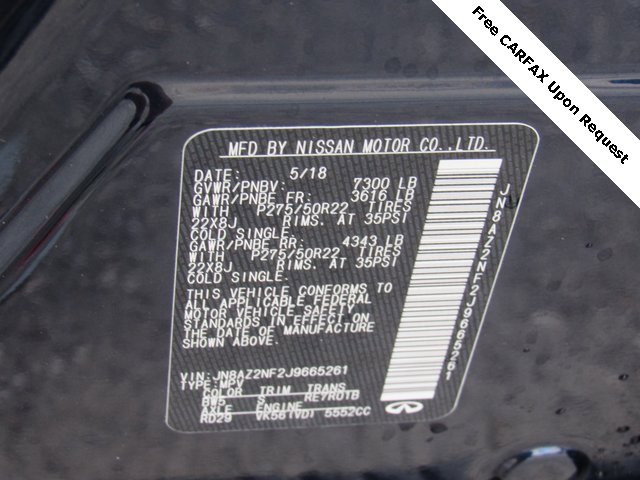 Free CARFAX Upon Request
MFD BY NISSAN MOTOR CO.,LTD.
DATE: 5/18
GVWR/PNBV: 7300 LB
GAWR/PNBE FR: 3616 LB
WITH P275/50R22 TIRES
22X8J RIMS. AT 35PSI
COLD SINGLE
GAWR/PNBE RR: 4343 LB
WITH P275/50R22 TIRES
22X8J RIMS. AT 35PSI
COLD SINGLE
THIS VEHICLE CONFORMS TO
ALL APPLICABLE FEDERAL
MOTOR VEHICLE SAFETY
STANDARDS IN EFFECT ON
THE DATE OF MANUFACTURE
SHOWN ABOVE.
VIN: JN8AZ2NF2J9665261
TYPE: MPV
COLOR TRIM TRANS
GW5 S RE7R01B
AXLE ENGINE
RD29 VK56(VD) 5552CC
JN8AZ2NF2J9665261